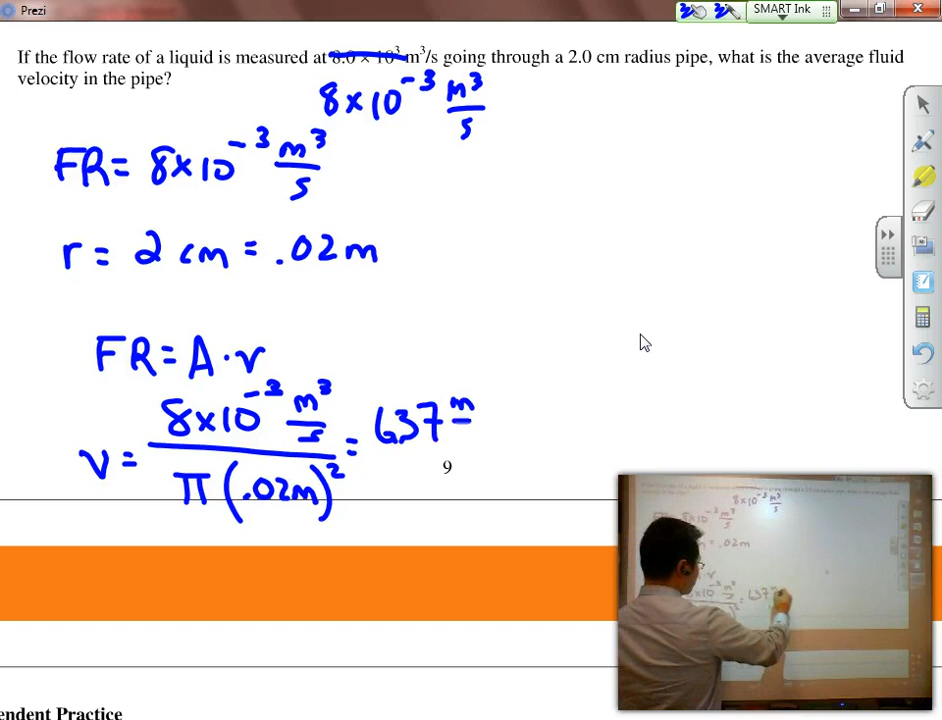 Prezi
SMART Ink
If the flow rate of a liquid is measured at 8.0 × 10³ m³/s going through a 2.0 cm radius pipe, what is the average fluid
velocity in the pipe?
8×10⁻³ m³/s
FR = 8×10⁻³ m³/s
r = 2 cm = .02m
FR = A · v
v = 8×10⁻³ m³/s / π(.02m)² = 6.37 m
9
endent Practice